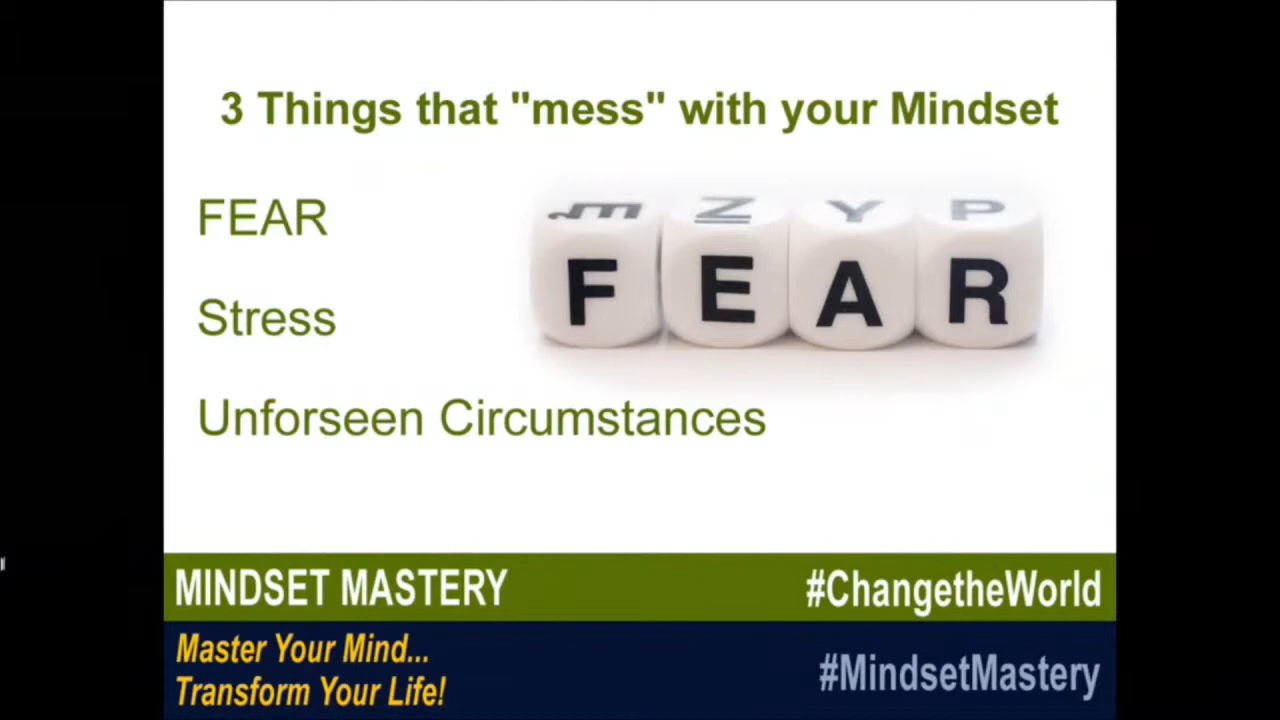 3 Things that "mess" with your Mindset
FEAR
Stress
Unforseen Circumstances
Z Y P
F E A R
MINDSET MASTERY
#ChangetheWorld
Master Your Mind...
Transform Your Life!
#MindsetMastery